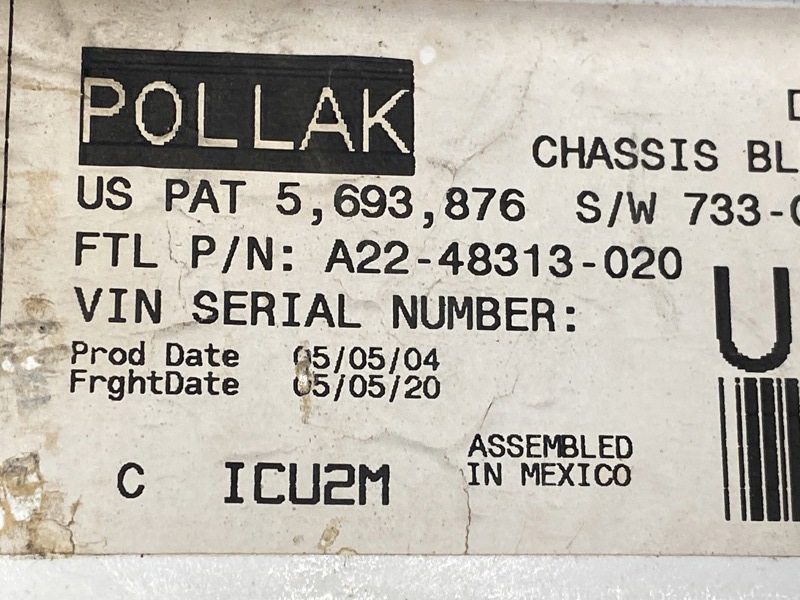 POLLAK
CHASSIS BL
US PAT 5,693,876 S/W 733-
FTL P/N: A22-48313-020
U
VIN SERIAL NUMBER:
Prod Date 05/05/04
FrghtDate 05/05/20
ASSEMBLED
IN MEXICO
C ICU2M